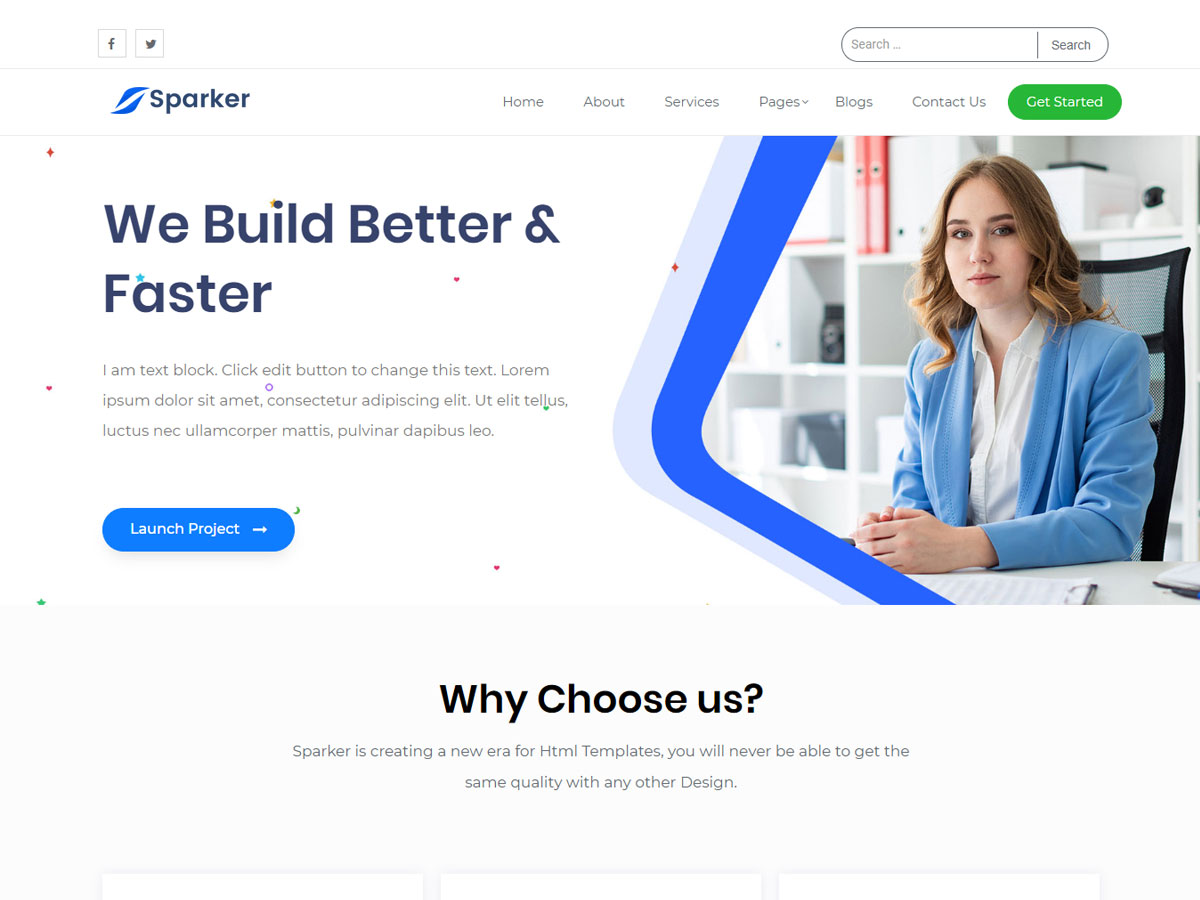 Search ...
Search
Sparker
Home
About
Services
Pages
Blogs
Contact Us
Get Started
We Build Better &
Faster
I am text block. Click edit button to change this text. Lorem
ipsum dolor sit amet, consectetur adipiscing elit. Ut elit tellus,
luctus nec ullamcorper mattis, pulvinar dapibus leo.
Launch Project
Why Choose us?
Sparker is creating a new era for Html Templates, you will never be able to get the
same quality with any other Design.